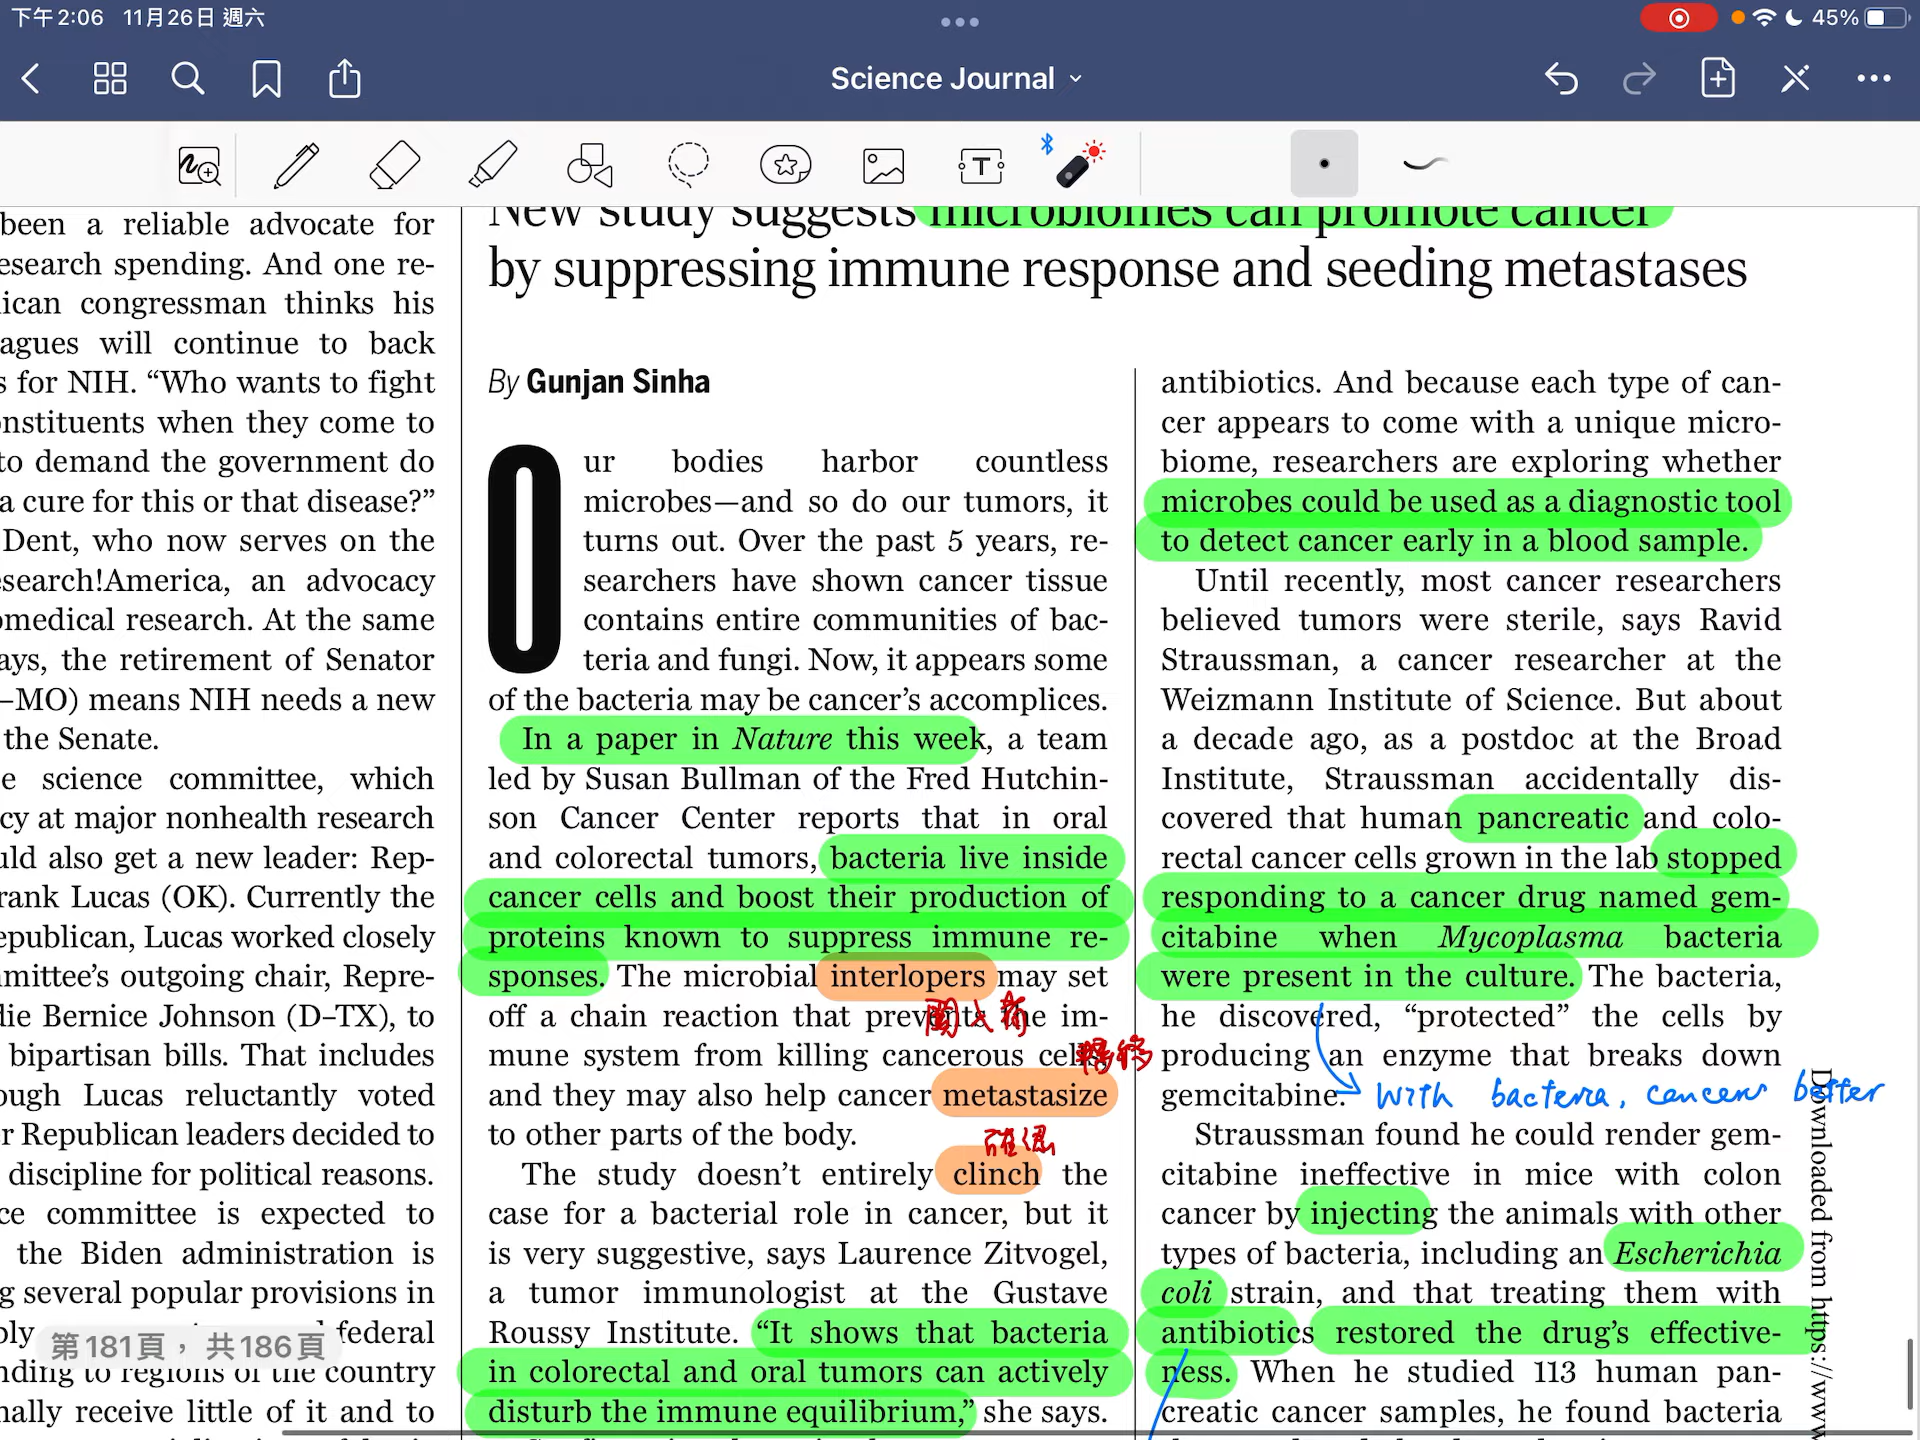 下午2:06 11月26日 週六
45%
Science Journal
T
been a reliable advocate for
esearch spending. And one re-
ican congressman thinks his
agues will continue to back
s for NIH. “Who wants to fight
onstituents when they come to
to demand the government do
a cure for this or that disease?”
Dent, who now serves on the
esearch!America, an advocacy
omedical research. At the same
ays, the retirement of Senator
–MO) means NIH needs a new
the Senate.
e science committee, which
cy at major nonhealth research
uld also get a new leader: Rep-
rank Lucas (OK). Currently the
epublican, Lucas worked closely
mmittee’s outgoing chair, Repre-
die Bernice Johnson (D–TX), to
bipartisan bills. That includes
ough Lucas reluctantly voted
r Republican leaders decided to
discipline for political reasons.
ce committee is expected to
the Biden administration is
g several popular provisions in
federal
第181頁，共186頁
nding to regions of the country
nally receive little of it and to
New study suggests microbiomes can promote cancer
by suppressing immune response and seeding metastases
By Gunjan Sinha
Our bodies harbor countless
microbes—and so do our tumors, it
turns out. Over the past 5 years, re-
searchers have shown cancer tissue
contains entire communities of bac-
teria and fungi. Now, it appears some
of the bacteria may be cancer’s accomplices.
In a paper in Nature this week, a team
led by Susan Bullman of the Fred Hutchin-
son Cancer Center reports that in oral
and colorectal tumors, bacteria live inside
cancer cells and boost their production of
proteins known to suppress immune re-
sponses. The microbial interlopers may set
off a chain reaction that prevents the im-
闖入者
mune system from killing cancerous cells,
轉移
and they may also help cancer metastasize
to other parts of the body.
確認
The study doesn’t entirely clinch the
case for a bacterial role in cancer, but it
is very suggestive, says Laurence Zitvogel,
a tumor immunologist at the Gustave
Roussy Institute. “It shows that bacteria
in colorectal and oral tumors can actively
disturb the immune equilibrium,” she says.
antibiotics. And because each type of can-
cer appears to come with a unique micro-
biome, researchers are exploring whether
microbes could be used as a diagnostic tool
to detect cancer early in a blood sample.
Until recently, most cancer researchers
believed tumors were sterile, says Ravid
Straussman, a cancer researcher at the
Weizmann Institute of Science. But about
a decade ago, as a postdoc at the Broad
Institute, Straussman accidentally dis-
covered that human pancreatic and colo-
rectal cancer cells grown in the lab stopped
responding to a cancer drug named gem-
citabine when Mycoplasma bacteria
were present in the culture. The bacteria,
he discovered, “protected” the cells by
producing an enzyme that breaks down
gemcitabine.
with bacteria, cancer better
Straussman found he could render gem-
citabine ineffective in mice with colon
cancer by injecting the animals with other
types of bacteria, including an Escherichia
coli strain, and that treating them with
antibiotics restored the drug’s effective-
ness. When he studied 113 human pan-
creatic cancer samples, he found bacteria
Downloaded from https://www